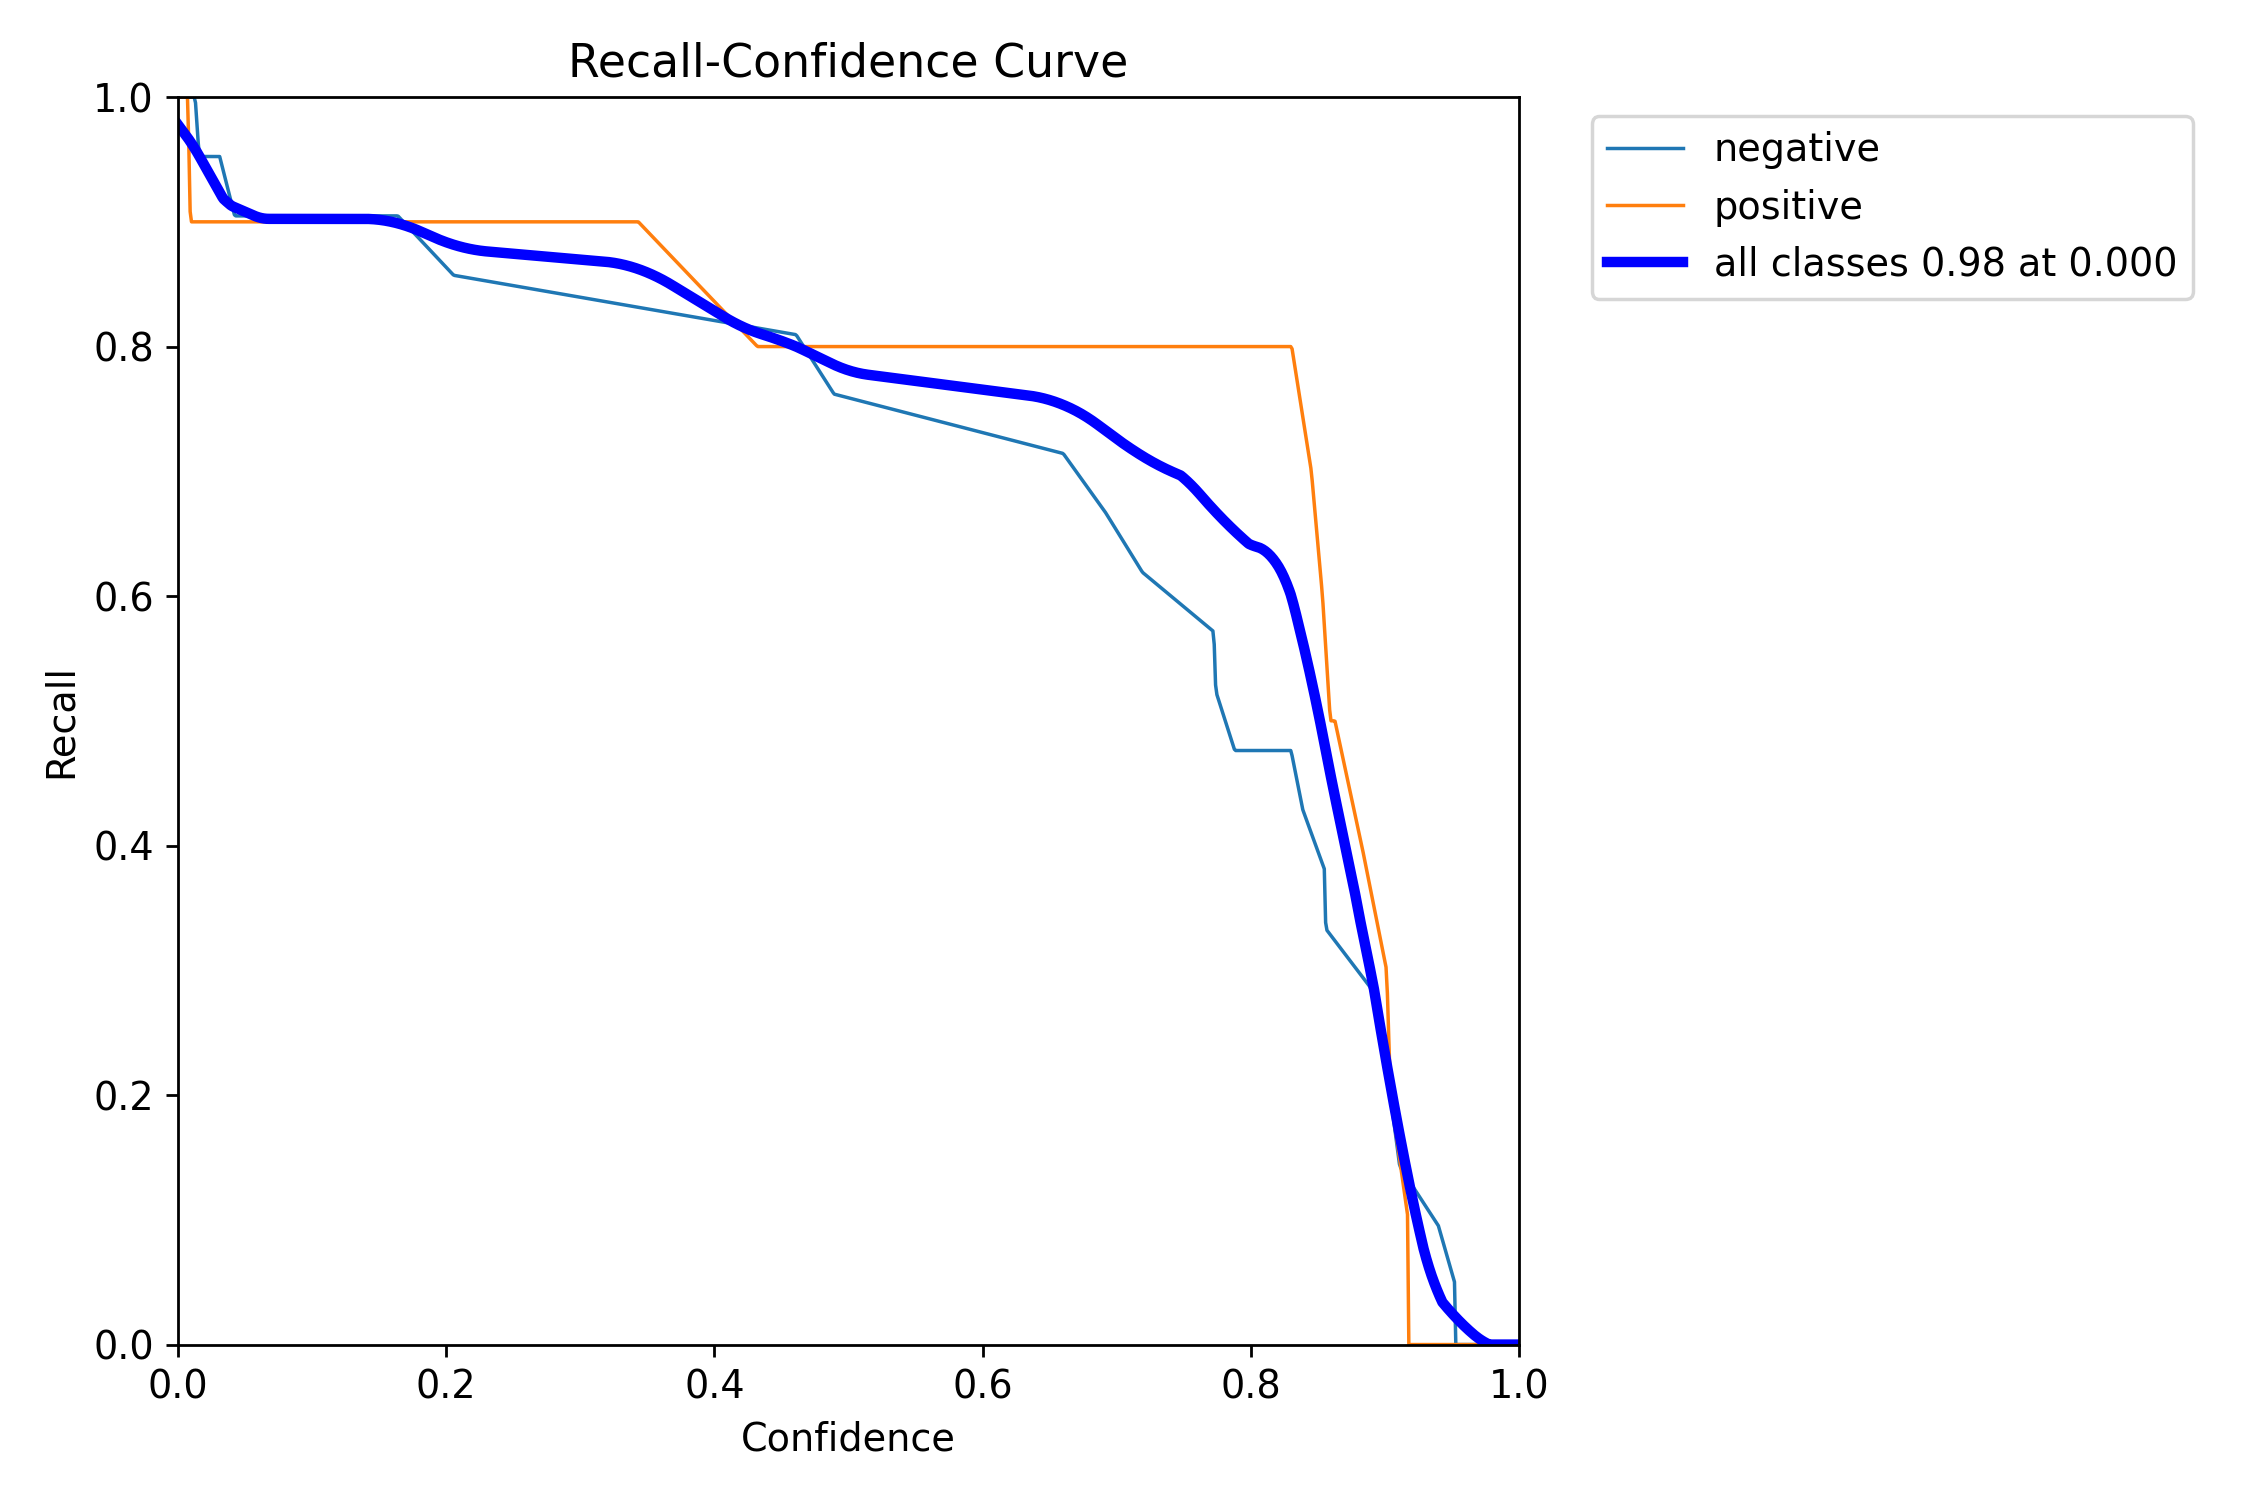 Recall-Confidence Curve
1.0
0.8
0.6
0.4
0.2
0.0
Recall
0.0 0.2 0.4 0.6 0.8 1.0
Confidence
negative
positive
all classes 0.98 at 0.000